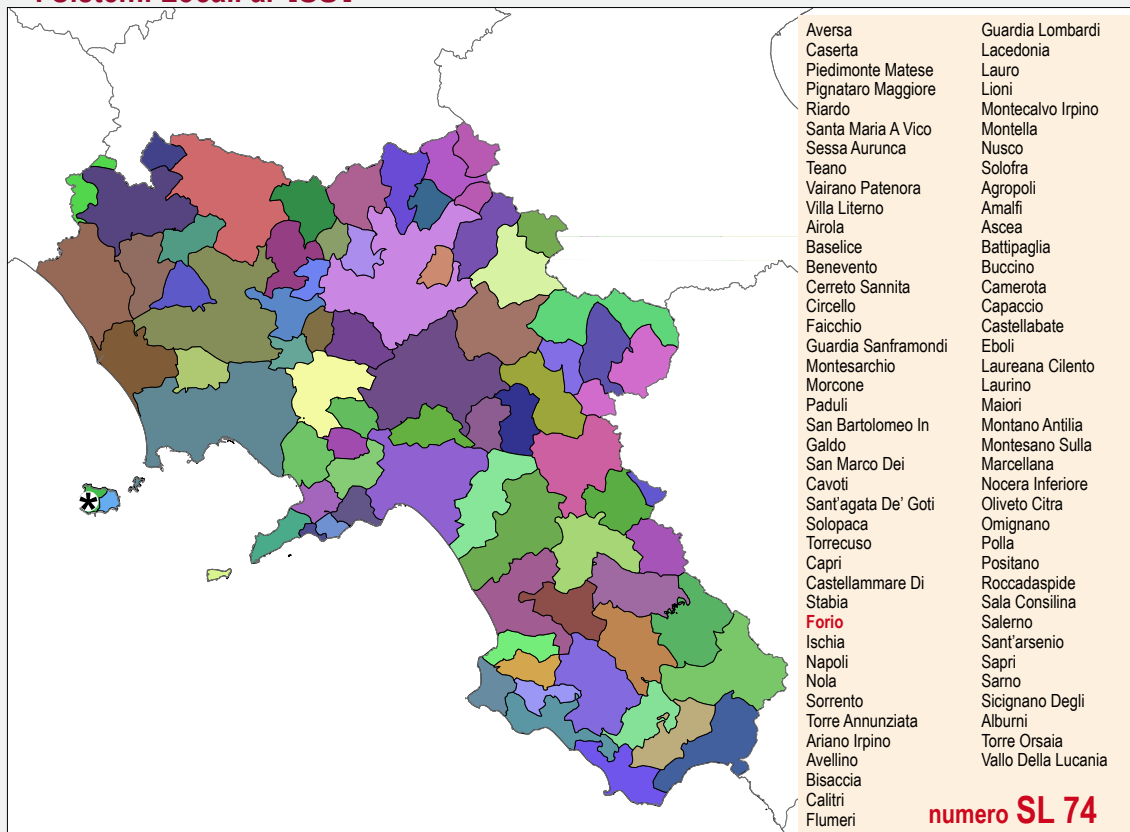 Aversa
Caserta
Piedimonte Matese
Pignataro Maggiore
Riardo
Santa Maria A Vico
Sessa Aurunca
Teano
Vairano Patenora
Villa Literno
Airola
Baselice
Benevento
Cerreto Sannita
Circello
Faicchio
Guardia Sanframondi
Montesarchio
Morcone
Paduli
San Bartolomeo In
Galdo
San Marco Dei
Cavoti
Sant'agata De' Goti
Solopaca
Torrecuso
Capri
Castellammare Di
Stabia
Forio
Ischia
Napoli
Nola
Sorrento
Torre Annunziata
Ariano Irpino
Avellino
Bisaccia
Calitri
Flumeri
Guardia Lombardi
Lacedonia
Lauro
Lioni
Montecalvo Irpino
Montella
Nusco
Solofra
Agropoli
Amalfi
Ascea
Battipaglia
Buccino
Camerota
Capaccio
Castellabate
Eboli
Laureana Cilento
Laurino
Maiori
Montano Antilia
Montesano Sulla
Marcellana
Nocera Inferiore
Oliveto Citra
Omignano
Polla
Positano
Roccadaspide
Sala Consilina
Salerno
Sant'arsenio
Sapri
Sarno
Sicignano Degli
Alburni
Torre Orsaia
Vallo Della Lucania
numero SL 74